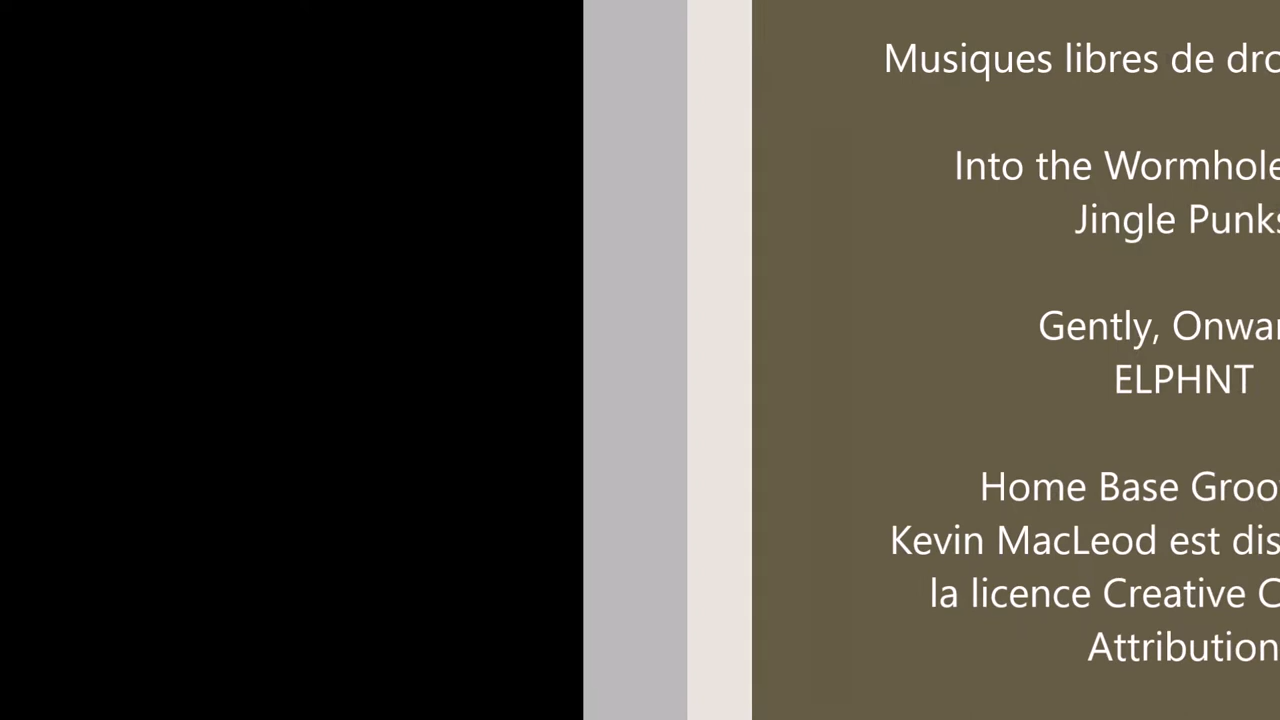 Musiques libres de dro
Into the Wormhole
Jingle Punks
Gently, Onwar
ELPHNT
Home Base Groo
Kevin MacLeod est dis
la licence Creative C
Attribution